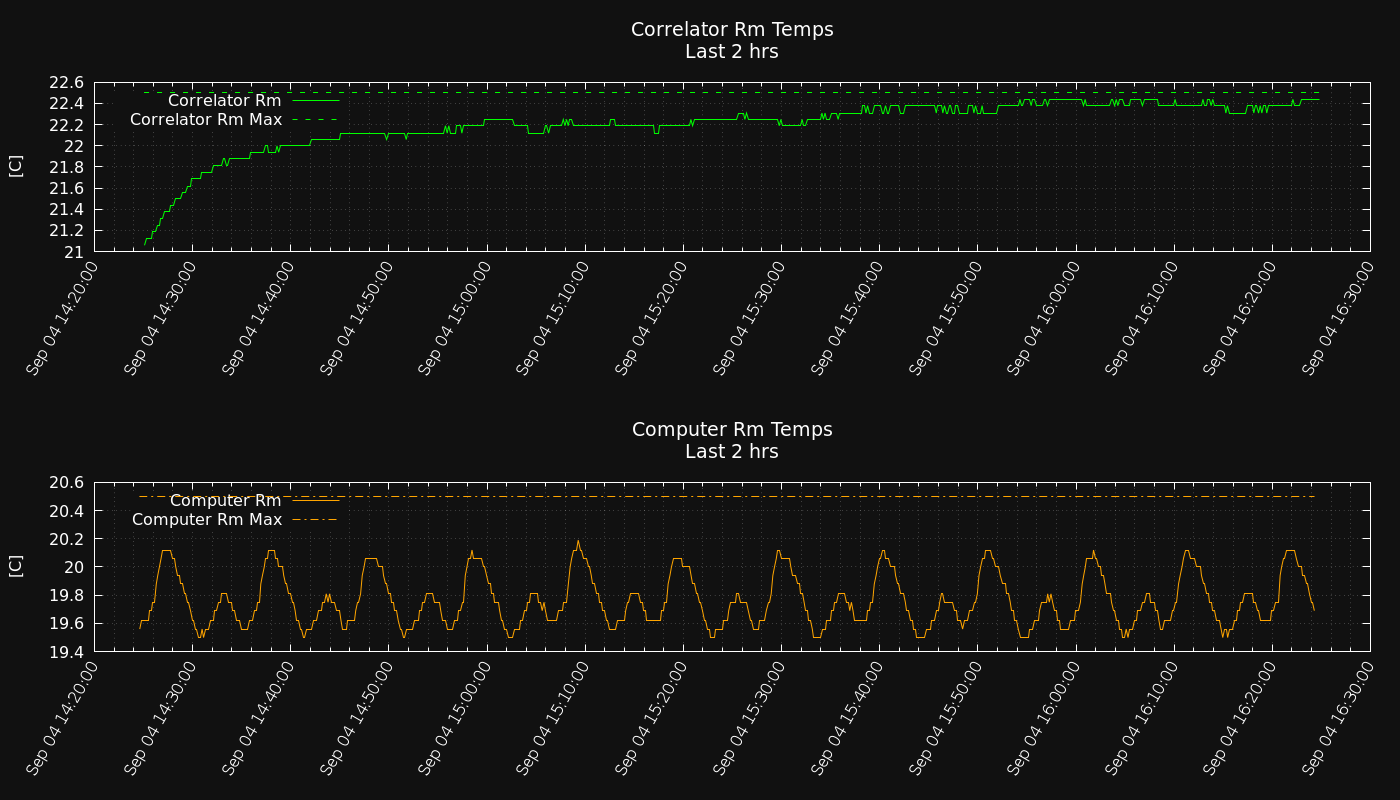 Correlator Rm Temps
Last 2 hrs
22.6
22.4
22.2
22
21.8
21.6
21.4
21.2
21
[C]
Correlator Rm
Correlator Rm Max
Sep 04 14:20:00
Sep 04 14:30:00
Sep 04 14:40:00
Sep 04 14:50:00
Sep 04 15:00:00
Sep 04 15:10:00
Sep 04 15:20:00
Sep 04 15:30:00
Sep 04 15:40:00
Sep 04 15:50:00
Sep 04 16:00:00
Sep 04 16:10:00
Sep 04 16:20:00
Sep 04 16:30:00
Computer Rm Temps
Last 2 hrs
20.6
20.4
20.2
20
19.8
19.6
19.4
[C]
Computer Rm
Computer Rm Max
Sep 04 14:20:00
Sep 04 14:30:00
Sep 04 14:40:00
Sep 04 14:50:00
Sep 04 15:00:00
Sep 04 15:10:00
Sep 04 15:20:00
Sep 04 15:30:00
Sep 04 15:40:00
Sep 04 15:50:00
Sep 04 16:00:00
Sep 04 16:10:00
Sep 04 16:20:00
Sep 04 16:30:00